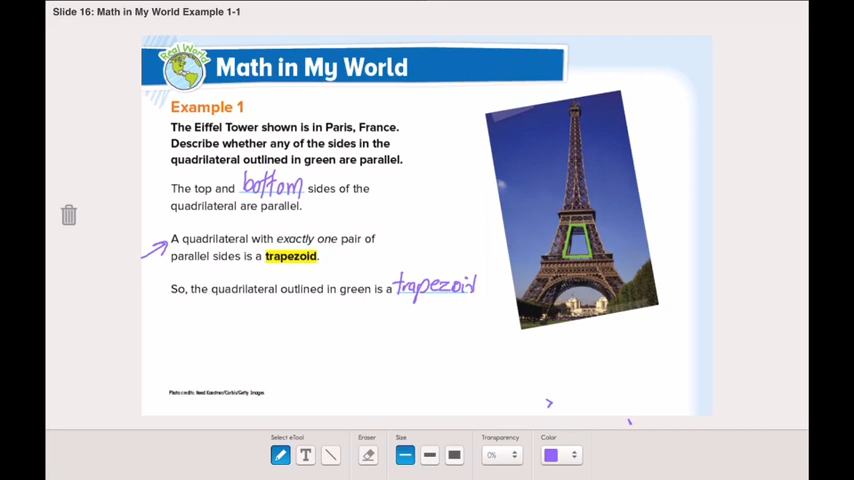 Slide 16: Math in My World Example 1-1
Real World
Math in My World
Example 1
The Eiffel Tower shown is in Paris, France.
Describe whether any of the sides in the
quadrilateral outlined in green are parallel.
The top and bottom sides of the
quadrilateral are parallel.
A quadrilateral with exactly one pair of
parallel sides is a trapezoid.
So, the quadrilateral outlined in green is a trapezoid
Select eTool
Eraser
Size
Transparency
Color
T
0%